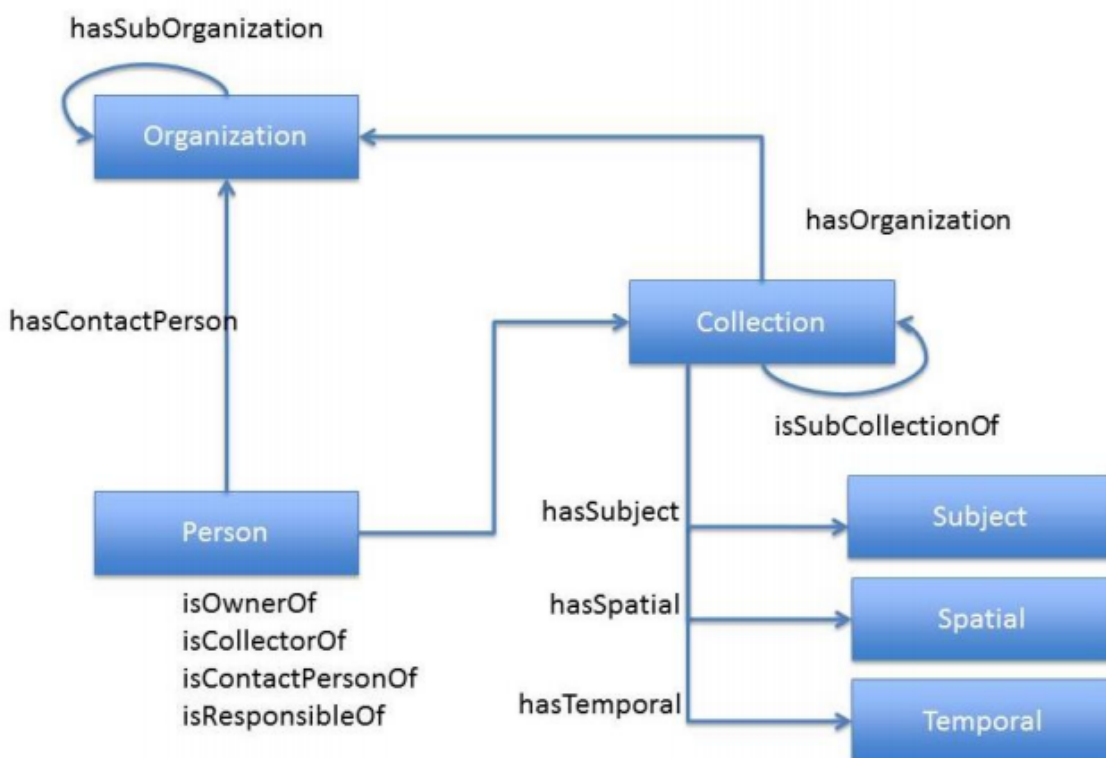 hasSubOrganization
Organization
hasOrganization
hasContactPerson
Collection
isSubCollectionOf
hasSubject
Subject
Person
isOwnerOf
isCollectorOf
isContactPersonOf
isResponsibleOf
hasSpatial
Spatial
hasTemporal
Temporal